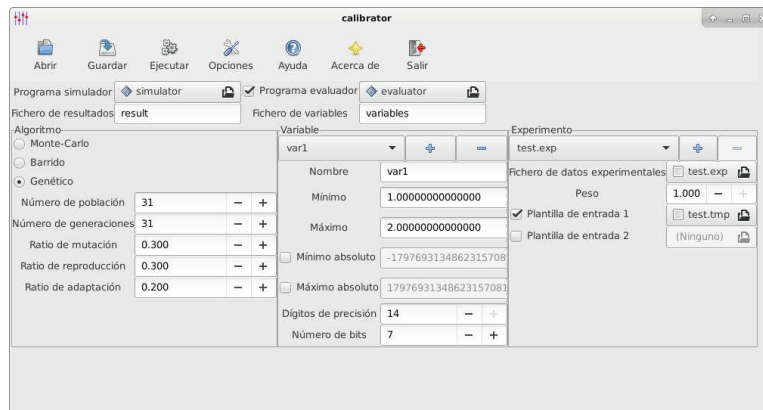 calibrator
Abrir Guardar Ejecutar Opciones Ayuda Acerca de Salir
Programa simulador simulator Programa evaluador evaluator
Fichero de resultados result Fichero de variables variables
Algoritmo
Monte-Carlo
Barrido
Genético
Número de población 31 − +
Número de generaciones 31 − +
Ratio de mutación 0.300 − +
Ratio de reproducción 0.300 − +
Ratio de adaptación 0.200 − +
Variable
var1
Nombre var1
Mínimo 1.00000000000000
Máximo 2.00000000000000
Mínimo absoluto -1797693134862315708
Máximo absoluto 17976931348623157081
Dígitos de precisión 14 − +
Número de bits 7 − +
Experimento
test.exp
Fichero de datos experimentales test.exp
Peso 1.000 − +
Plantilla de entrada 1 test.tmp
Plantilla de entrada 2 (Ninguno)